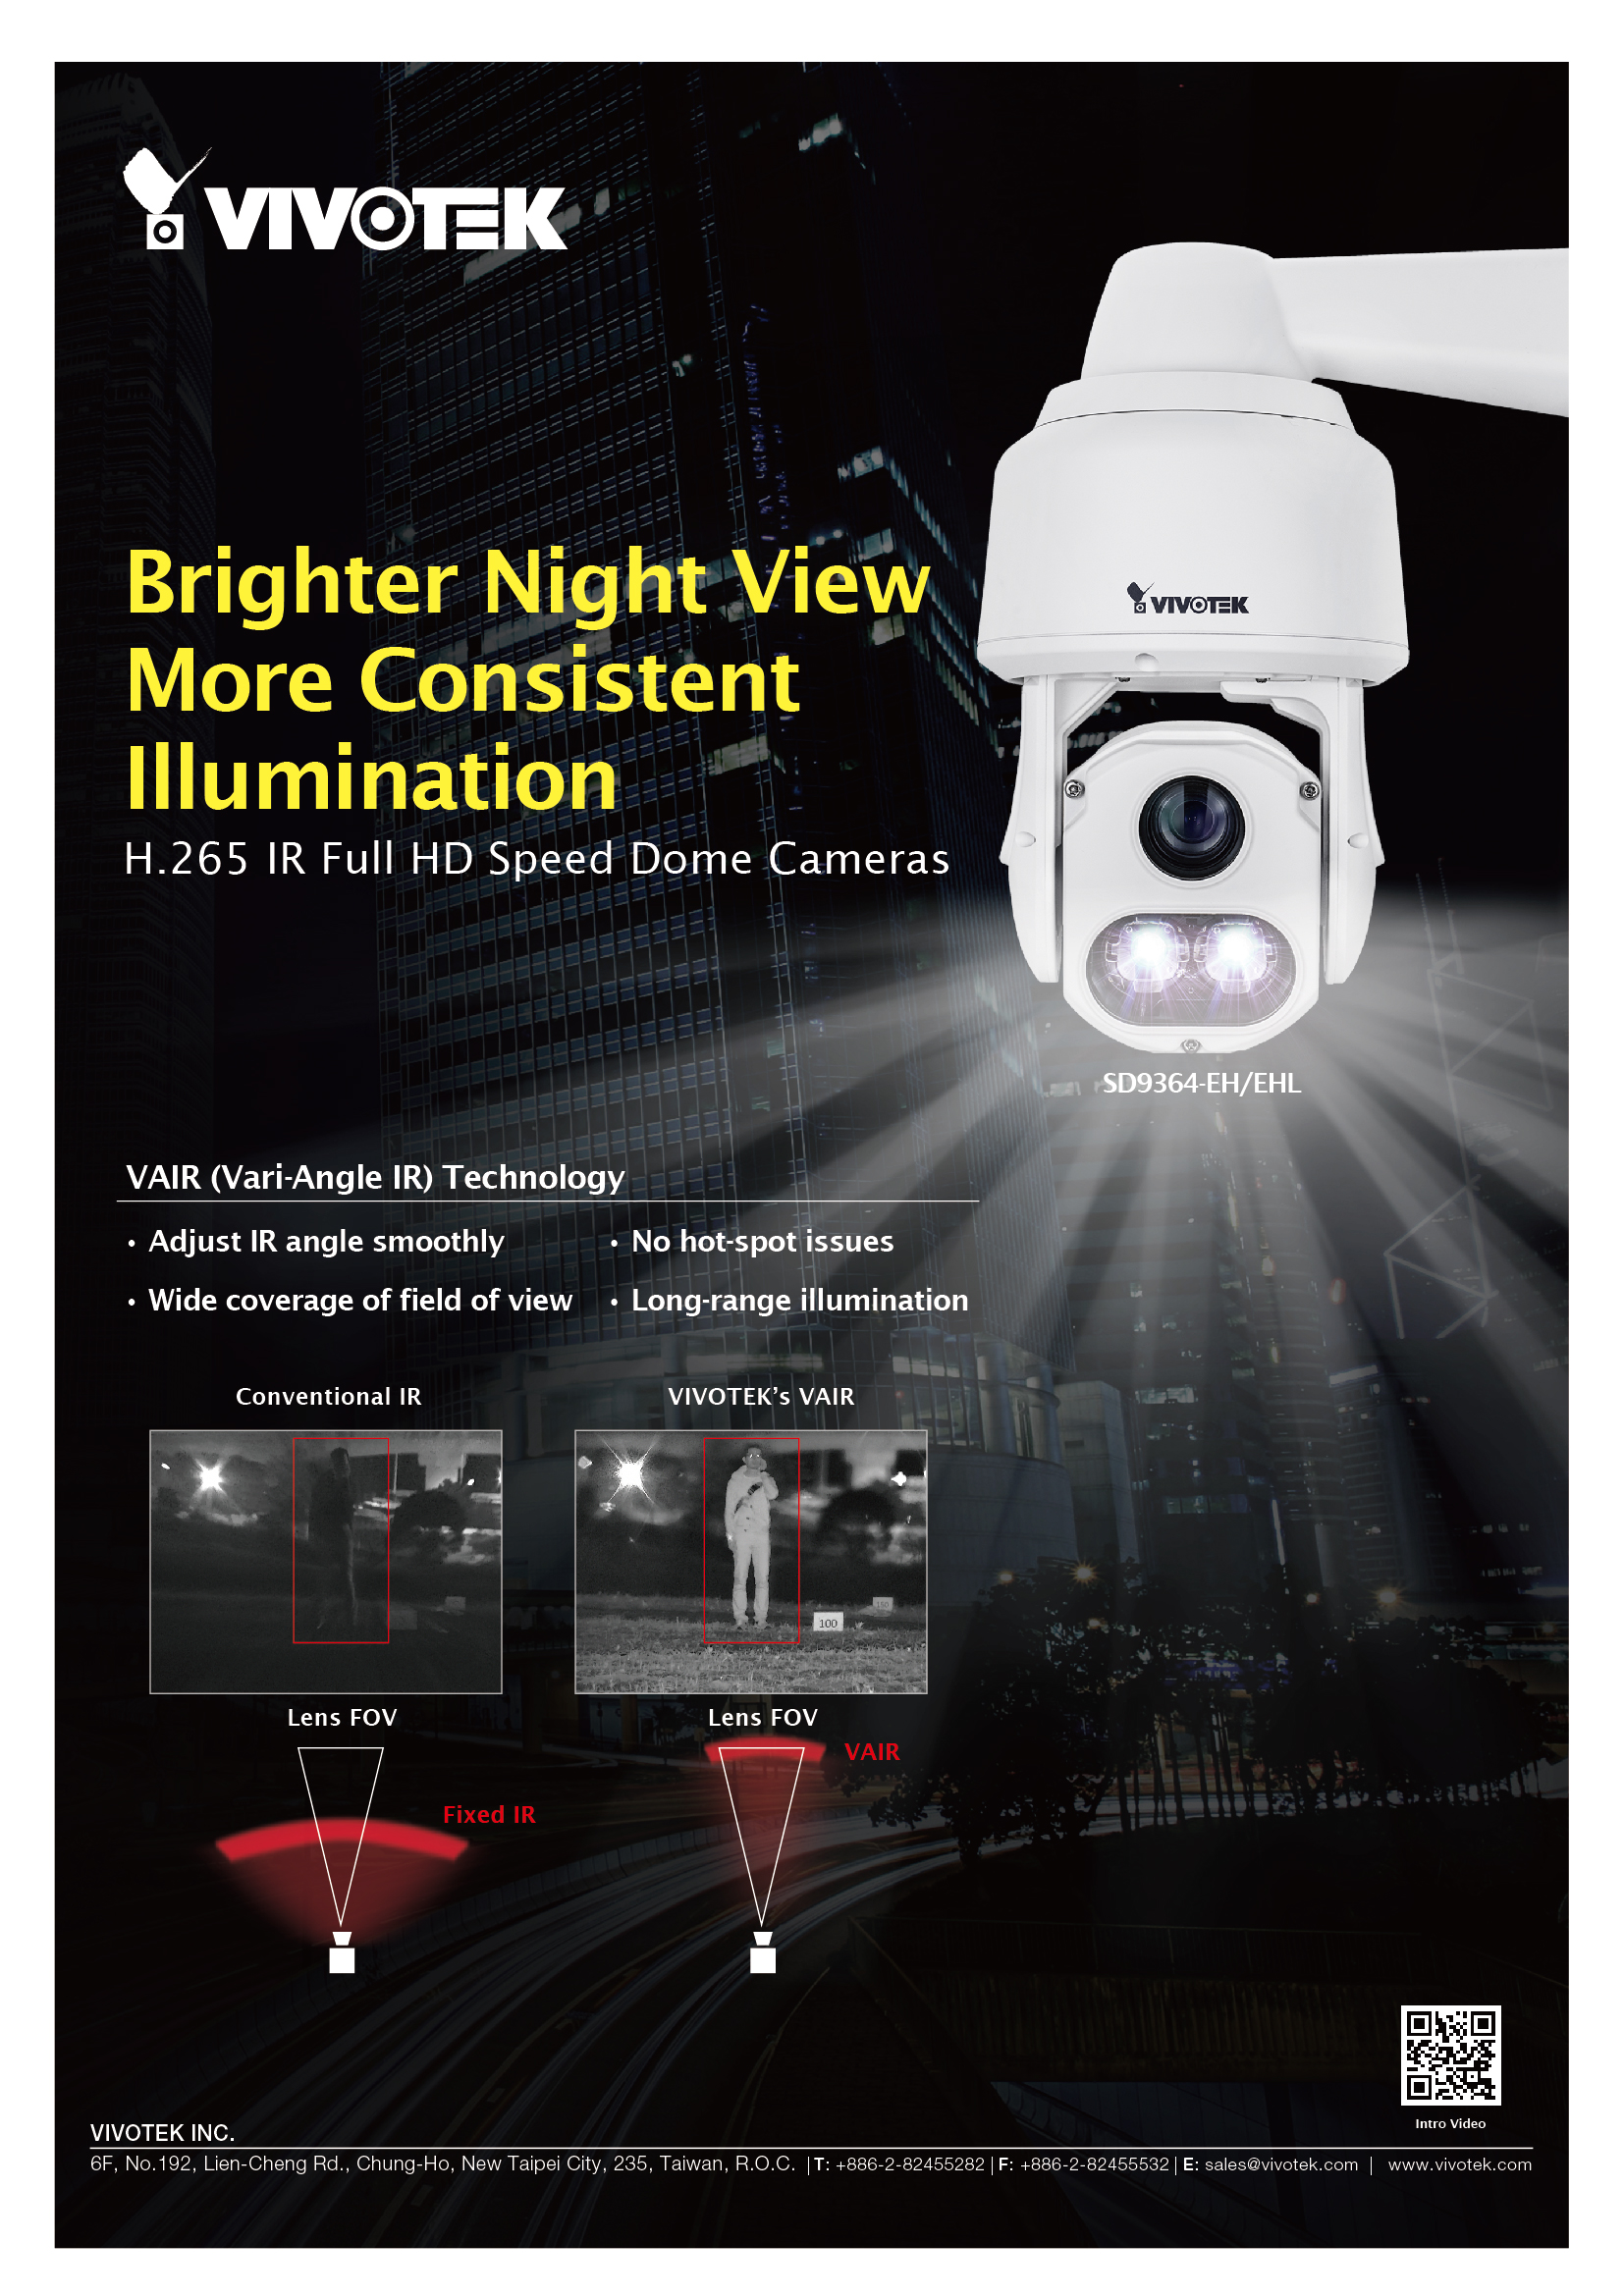 VIVOTEK
VIVOTEK
Brighter Night View
More Consistent
Illumination
H.265 IR Full HD Speed Dome Cameras
SD9364-EH/EHL
VAIR (Vari-Angle IR) Technology
• Adjust IR angle smoothly
• No hot-spot issues
• Wide coverage of field of view
• Long-range illumination
Conventional IR
VIVOTEK’s VAIR
150
100
Lens FOV
Lens FOV
VAIR
Fixed IR
Intro Video
VIVOTEK INC.
6F, No.192, Lien-Cheng Rd., Chung-Ho, New Taipei City, 235, Taiwan, R.O.C. | T: +886-2-82455282 | F: +886-2-82455532 | E: sales@vivotek.com | www.vivotek.com